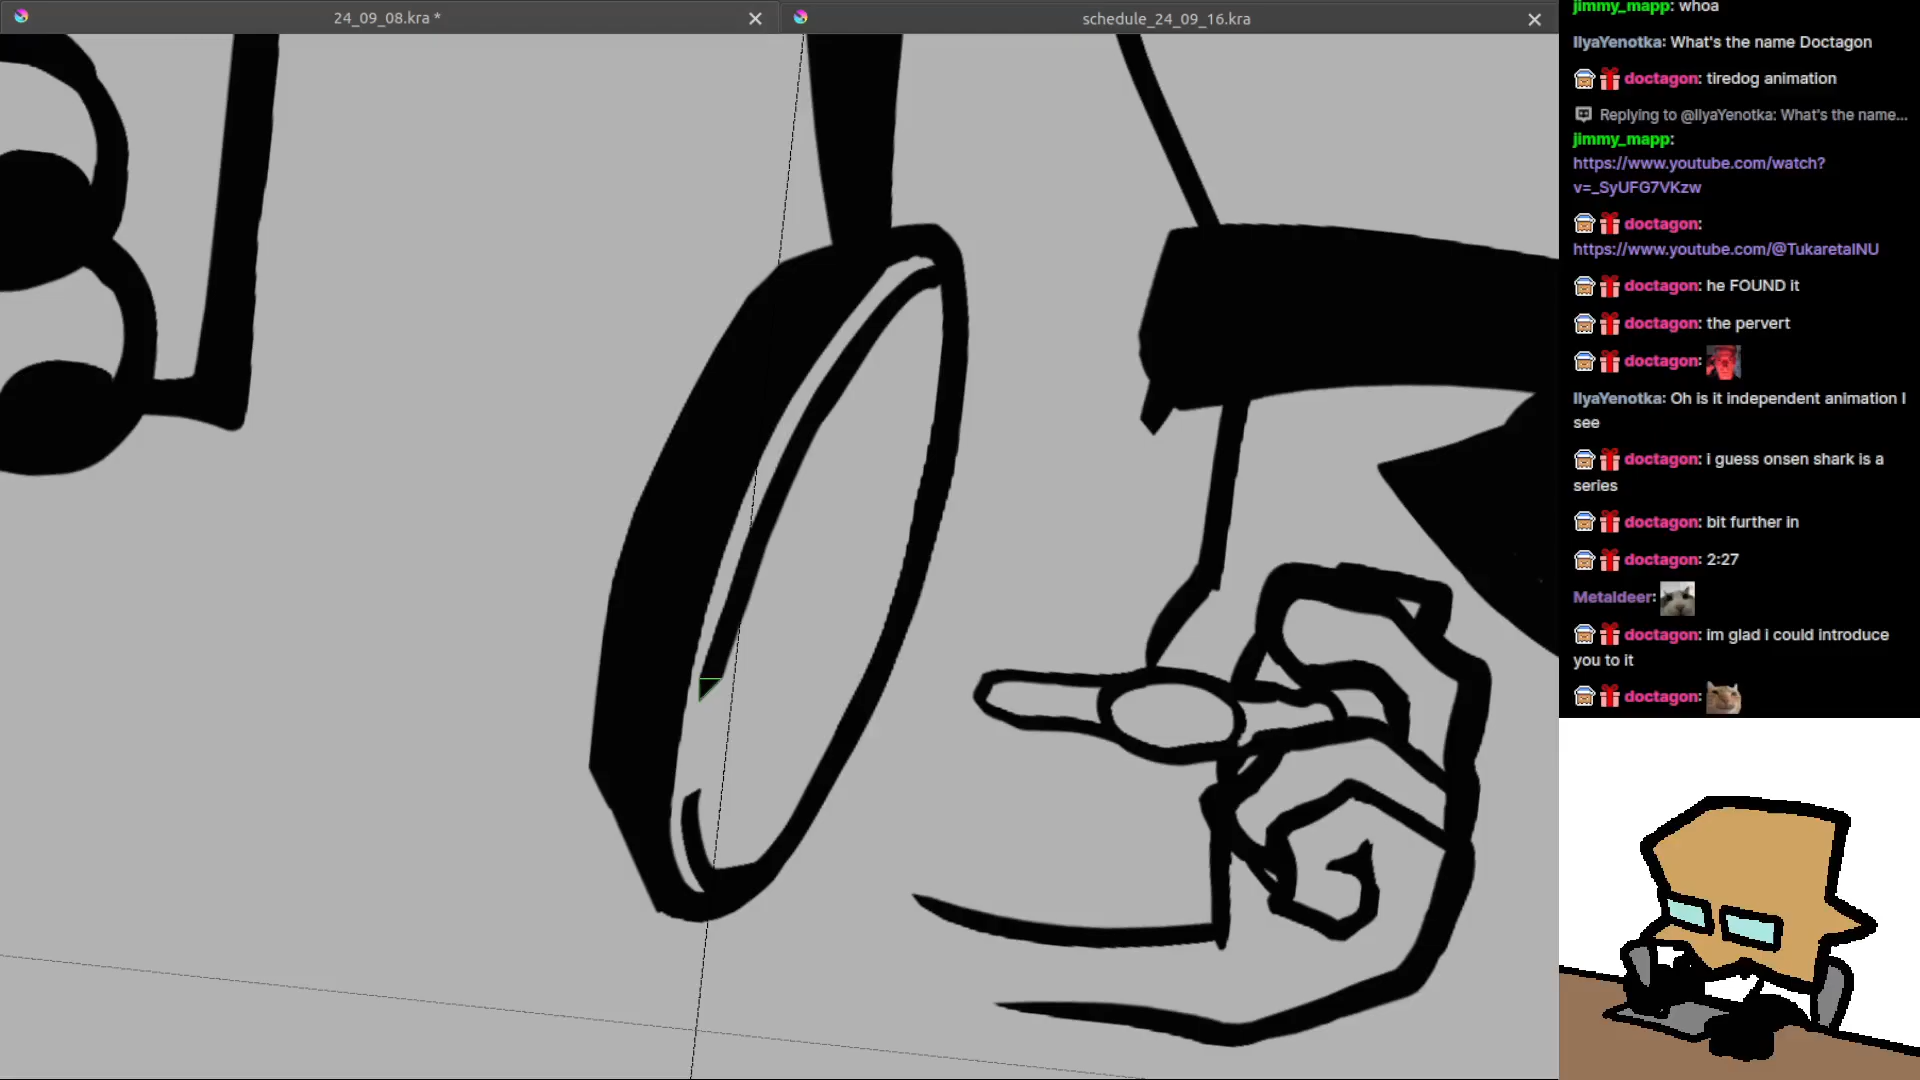 24_09_08.kra *
schedule_24_09_16.kra
jimmy_mapp: whoa
IlyaYenotka: What's the name Doctagon
doctagon: tiredog animation
Replying to @IlyaYenotka: What's the name...
jimmy_mapp:
https://www.youtube.com/watch?
v=_SyUFG7VKzw
doctagon:
https://www.youtube.com/@TukaretaINU
doctagon: he FOUND it
doctagon: the pervert
doctagon:
IlyaYenotka: Oh is it independent animation I
see
doctagon: i guess onsen shark is a
series
doctagon: bit further in
doctagon: 2:27
Metaldeer:
doctagon: im glad i could introduce
you to it
doctagon: